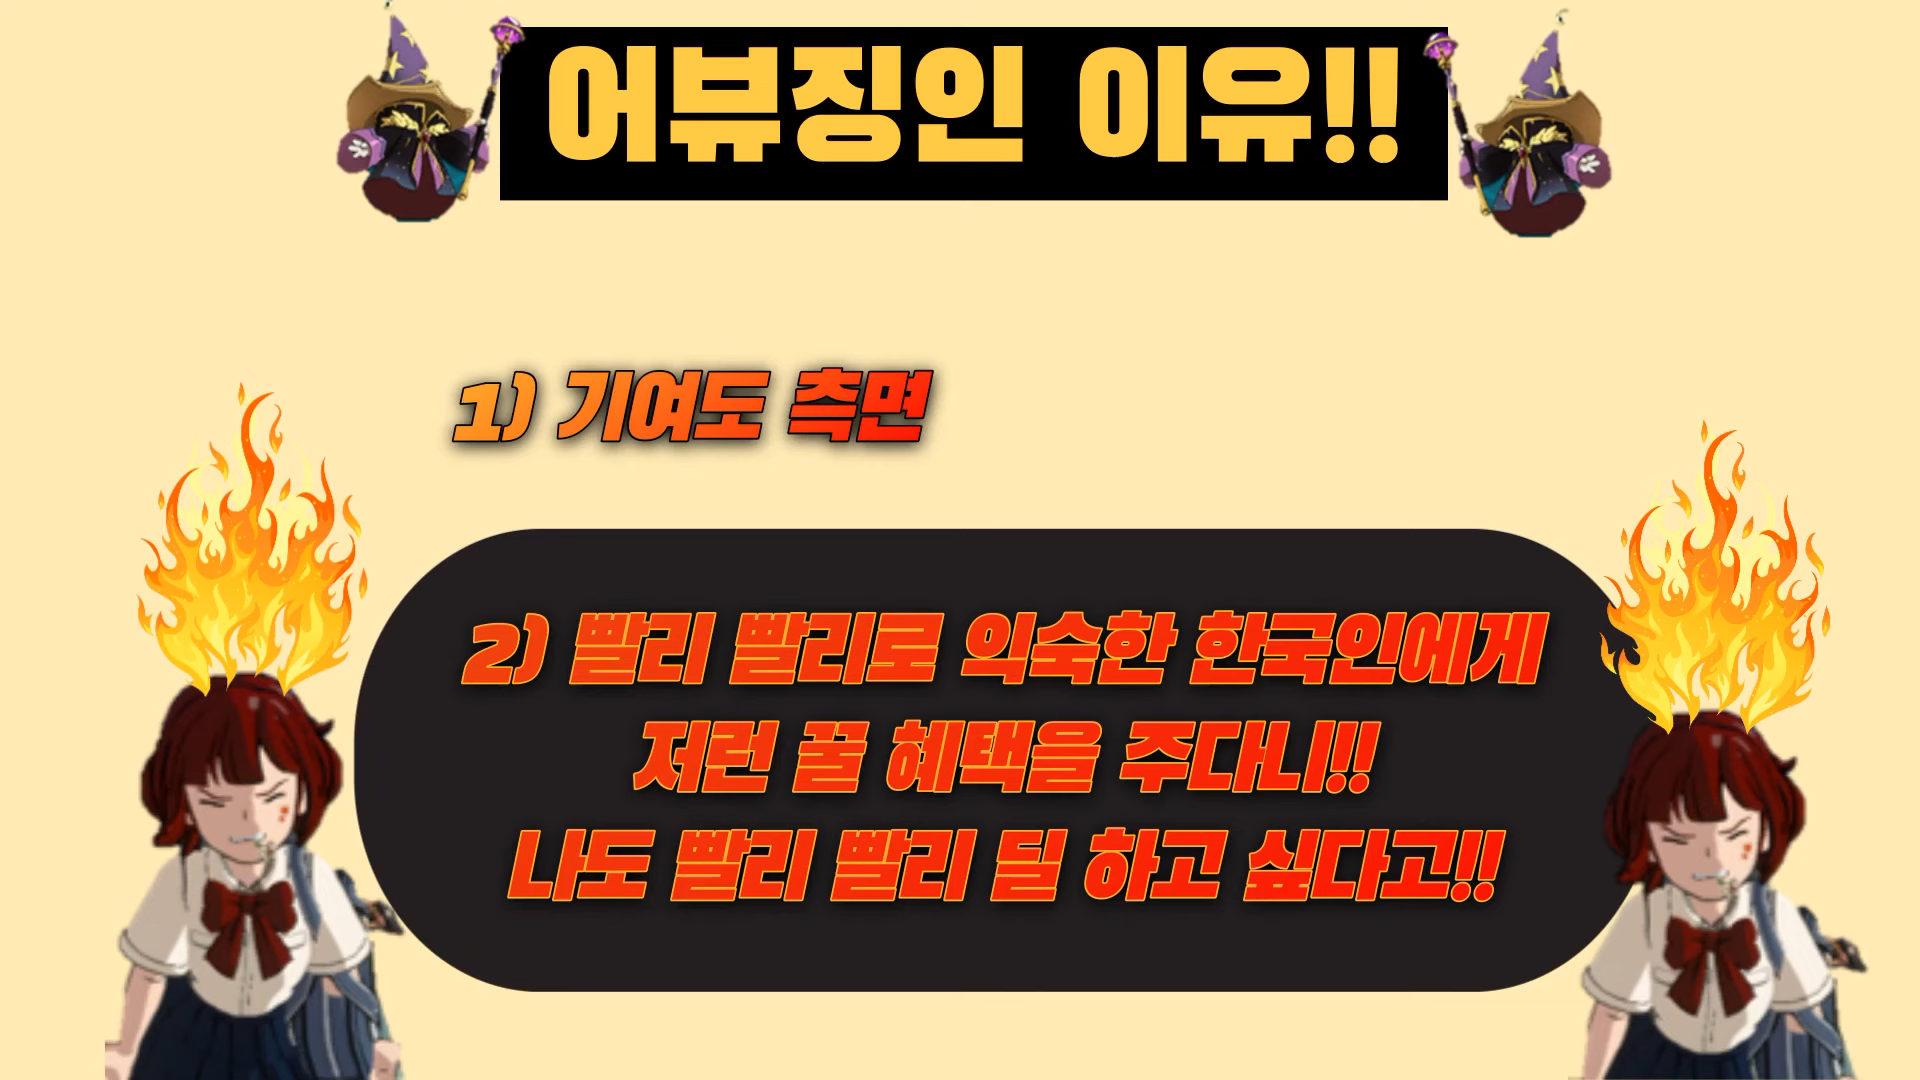 어뷰징인 이유!!
1) 기여도 측면
2) 빨리 빨리로 익숙한 한국인에게
저런 꿀 혜택을 주다니!!
나도 빨리 빨리 딜 하고 싶다고!!